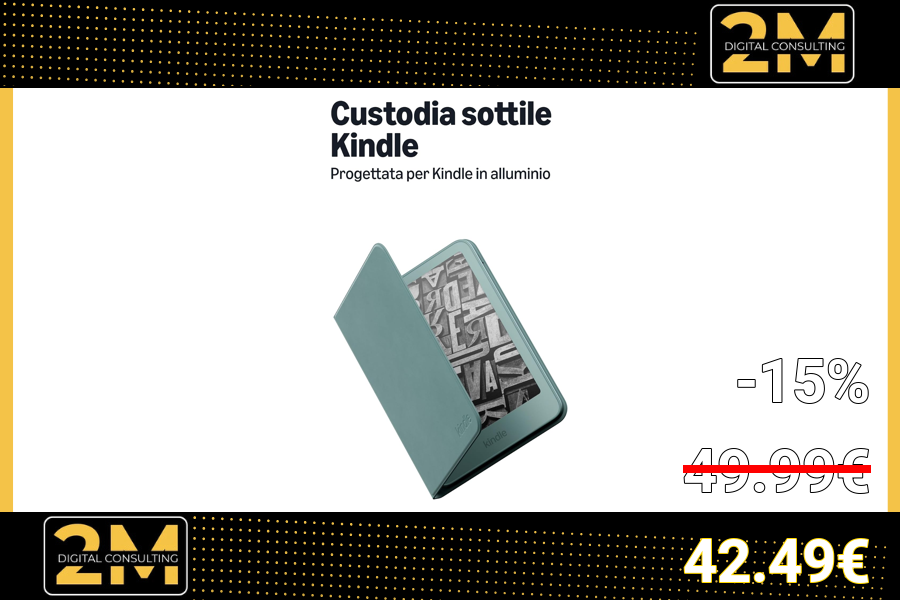 2M
DIGITAL CONSULTING
Custodia sottile
Kindle
Progettata per Kindle in alluminio
kindle
-15%
49.99€
2M
DIGITAL CONSULTING
42.49€